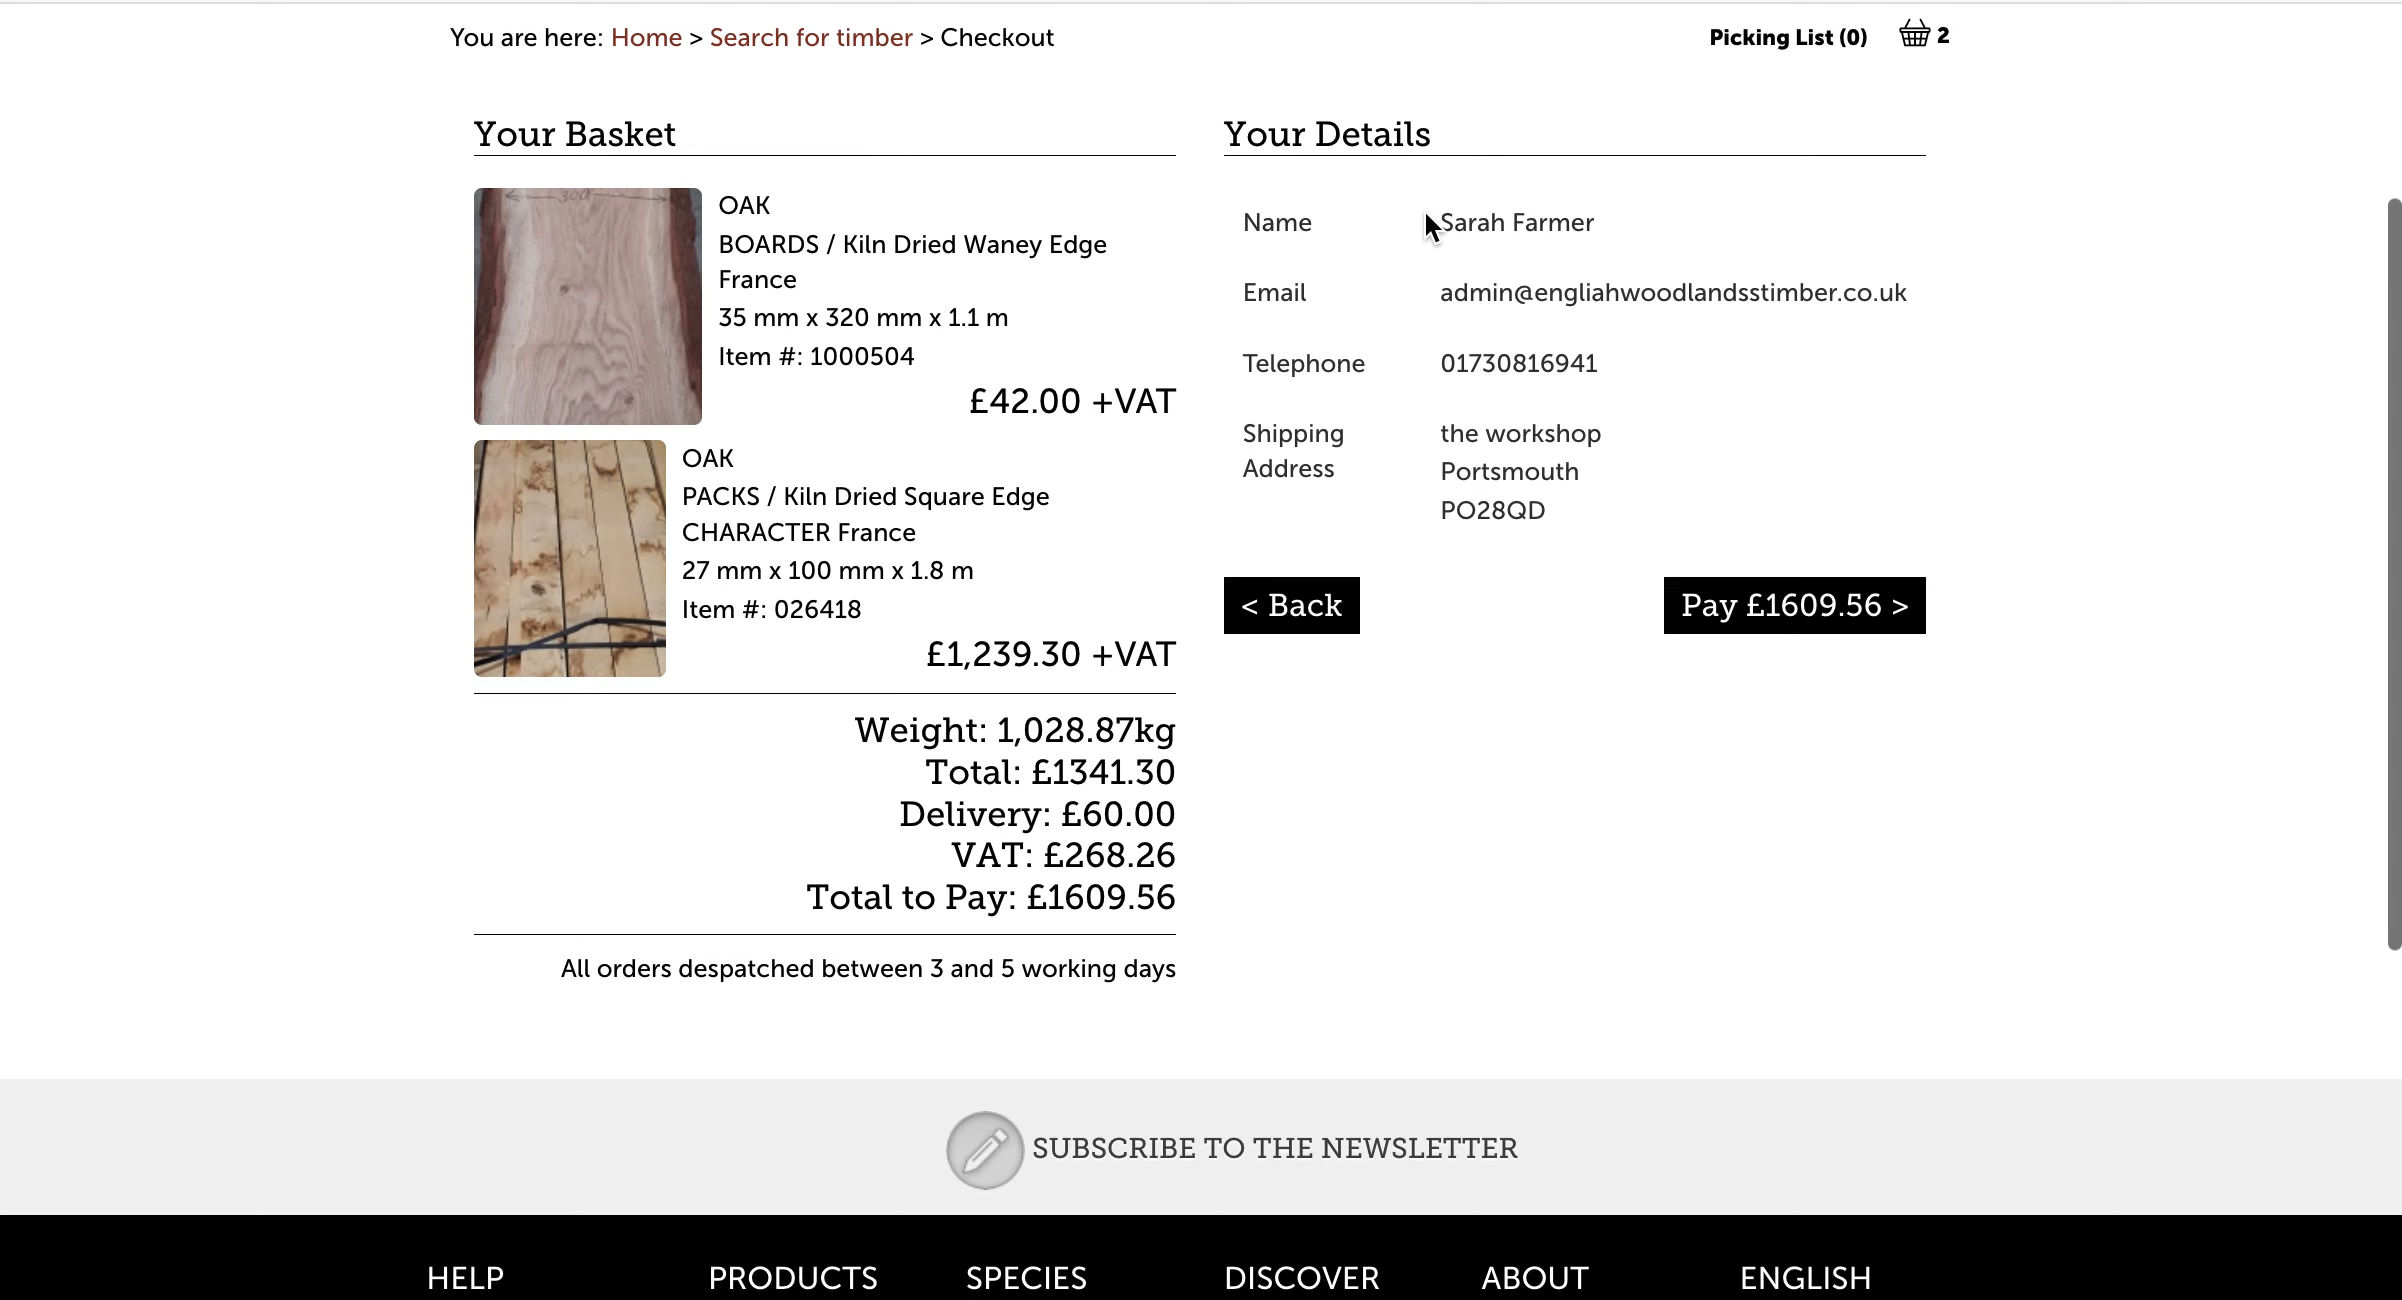 You are here: Home > Search for timber > Checkout
Picking List (0) 2
Your Basket
OAK
BOARDS / Kiln Dried Waney Edge
France
35 mm x 320 mm x 1.1 m
Item #: 1000504
£42.00 +VAT
OAK
PACKS / Kiln Dried Square Edge
CHARACTER France
27 mm x 100 mm x 1.8 m
Item #: 026418
£1,239.30 +VAT
Weight: 1,028.87kg
Total: £1341.30
Delivery: £60.00
VAT: £268.26
Total to Pay: £1609.56
All orders despatched between 3 and 5 working days
Your Details
Name Sarah Farmer
Email admin@engliahwoodlandsstimber.co.uk
Telephone 01730816941
Shipping the workshop
Address Portsmouth
PO28QD
< Back Pay £1609.56 >
SUBSCRIBE TO THE NEWSLETTER
HELP PRODUCTS SPECIES DISCOVER ABOUT ENGLISH